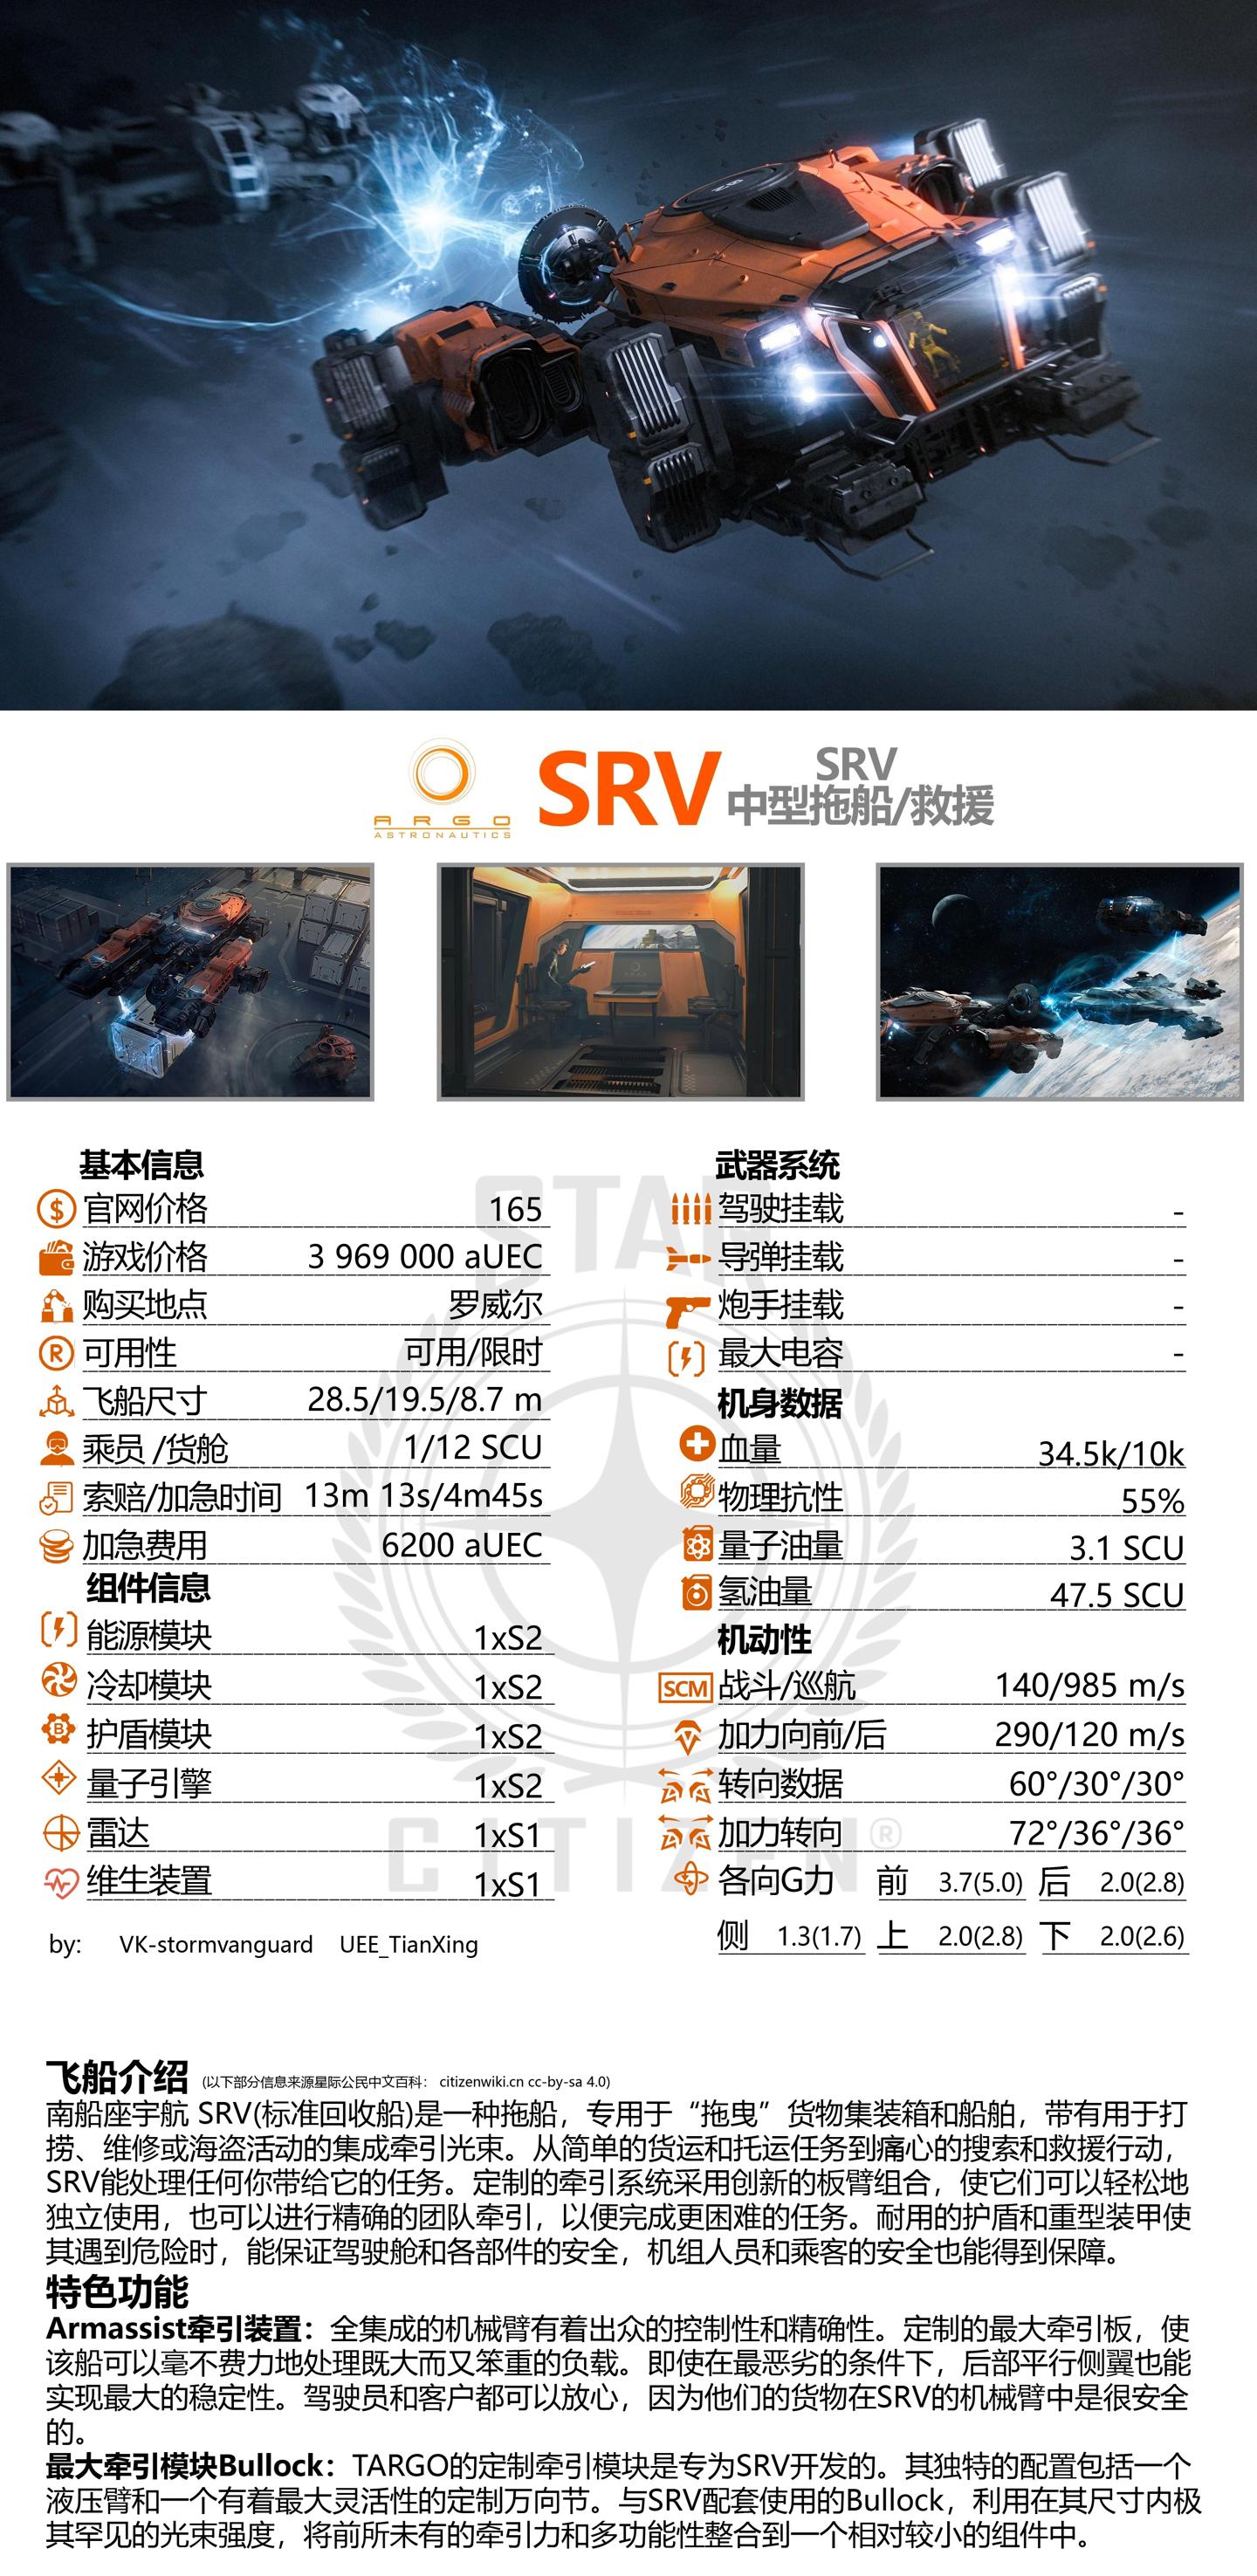 ARGO
ASTRONAUTICS
SRV
SRV
中型拖船/救援
基本信息
官网价格 165
游戏价格 3 969 000 aUEC
购买地点 罗威尔
可用性 可用/限时
飞船尺寸 28.5/19.5/8.7 m
乘员 /货舱 1/12 SCU
索赔/加急时间 13m 13s/4m45s
加急费用 6200 aUEC
组件信息
能源模块 1xS2
冷却模块 1xS2
护盾模块 1xS2
量子引擎 1xS2
雷达 1xS1
维生装置 1xS1
by: VK-stormvanguard UEE_TianXing
武器系统
驾驶挂载 -
导弹挂载 -
炮手挂载 -
最大电容 -
机身数据
血量 34.5k/10k
物理抗性 55%
量子油量 3.1 SCU
氢油量 47.5 SCU
机动性
SCM 战斗/巡航 140/985 m/s
加力向前/后 290/120 m/s
转向数据 60°/30°/30°
加力转向 72°/36°/36°
各向G力 前 3.7(5.0) 后 2.0(2.8)
侧 1.3(1.7) 上 2.0(2.8) 下 2.0(2.6)
STAR
CITIZEN®
飞船介绍 (以下部分信息来源星际公民中文百科： citizenwiki.cn cc-by-sa 4.0)
南船座宇航 SRV(标准回收船)是一种拖船，专用于“拖曳”货物集装箱和船舶，带有用于打
捞、维修或海盗活动的集成牵引光束。从简单的货运和托运任务到痛心的搜索和救援行动，
SRV能处理任何你带给它的任务。定制的牵引系统采用创新的板臂组合，使它们可以轻松地
独立使用，也可以进行精确的团队牵引，以便完成更困难的任务。耐用的护盾和重型装甲使
其遇到危险时，能保证驾驶舱和各部件的安全，机组人员和乘客的安全也能得到保障。
特色功能
Armassist牵引装置：全集成的机械臂有着出众的控制性和精确性。定制的最大牵引板，使
该船可以毫不费力地处理既大而又笨重的负载。即使在最恶劣的条件下，后部平行侧翼也能
实现最大的稳定性。驾驶员和客户都可以放心，因为他们的货物在SRV的机械臂中是很安全
的。
最大牵引模块Bullock：TARGO的定制牵引模块是专为SRV开发的。其独特的配置包括一个
液压臂和一个有着最大灵活性的定制万向节。与SRV配套使用的Bullock，利用在其尺寸内极
其罕见的光束强度，将前所未有的牵引力和多功能性整合到一个相对较小的组件中。